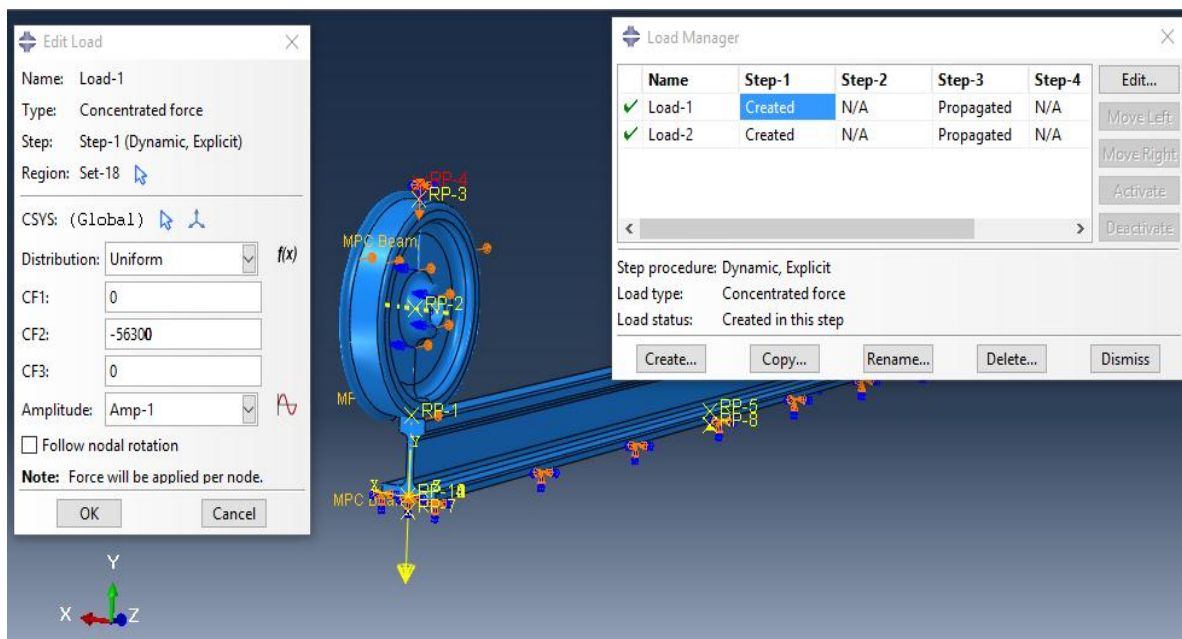 Edit Load
Name: Load-1
Type: Concentrated force
Step: Step-1 (Dynamic, Explicit)
Region: Set-18
CSYS: (Global)
Distribution: Uniform f(x)
CF1: 0
CF2: -56300
CF3: 0
Amplitude: Amp-1
Follow nodal rotation
Note: Force will be applied per node.
OK Cancel
Load Manager
Name Step-1 Step-2 Step-3 Step-4
Load-1 Created N/A Propagated N/A
Load-2 Created N/A Propagated N/A
Edit...
Move Left
Move Right
Activate
Deactivate
Step procedure: Dynamic, Explicit
Load type: Concentrated force
Load status: Created in this step
Create... Copy... Rename... Delete... Dismiss
RP-4
RP-3
MPC Beam
RP-2
RP-1
RP-5
RP-8
Y
MPC
Y
X Z